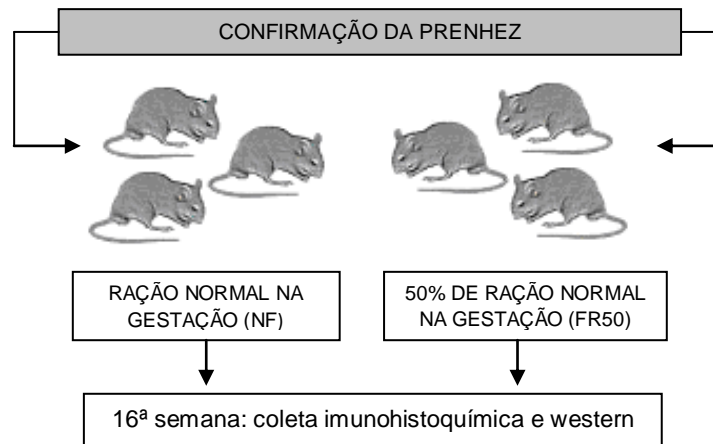 CONFIRMAÇÃO DA PRENHEZ
RAÇÃO NORMAL NA
GESTAÇÃO (NF)
50% DE RAÇÃO NORMAL
NA GESTAÇÃO (FR50)
16ª semana: coleta imunohistoquímica e western